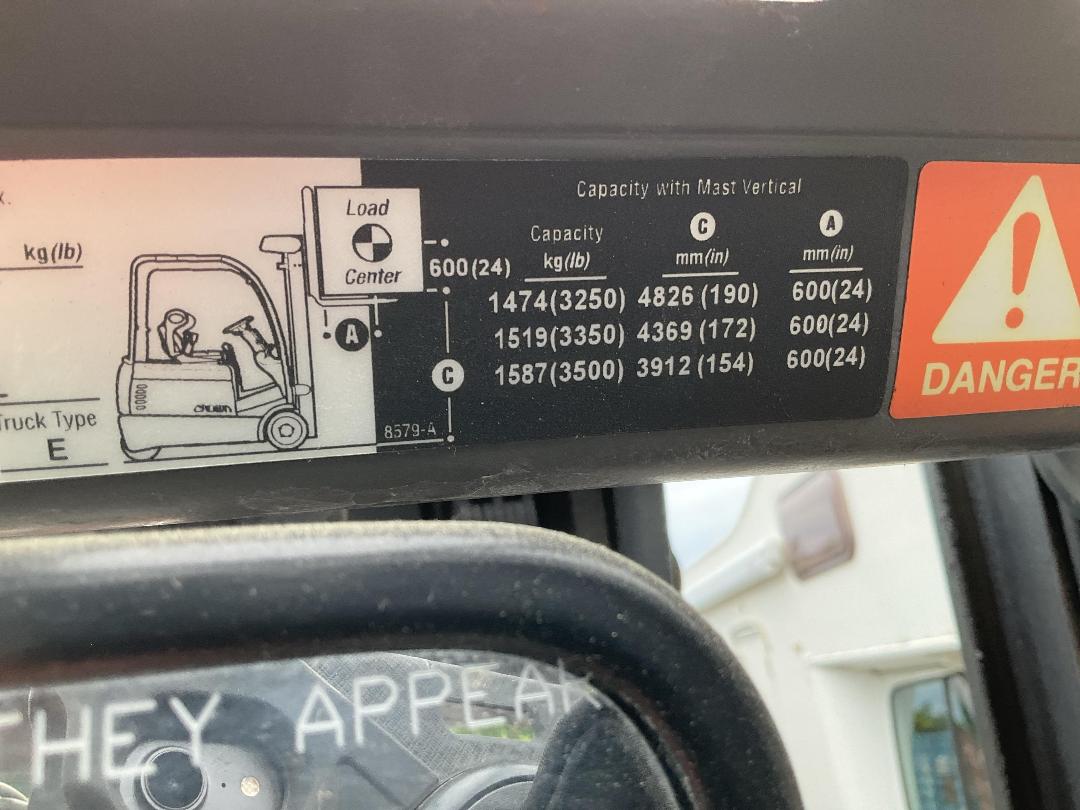 x.
kg(lb)
Truck Type
E
CROWN
Load
Center
600(24)
A
C
8579-A
Capacity with Mast Vertical
Capacity C A
kg(lb) mm(in) mm(in)
1474(3250) 4826(190) 600(24)
1519(3350) 4369(172) 600(24)
1587(3500) 3912(154) 600(24)
DANGER
THEY APPEAR